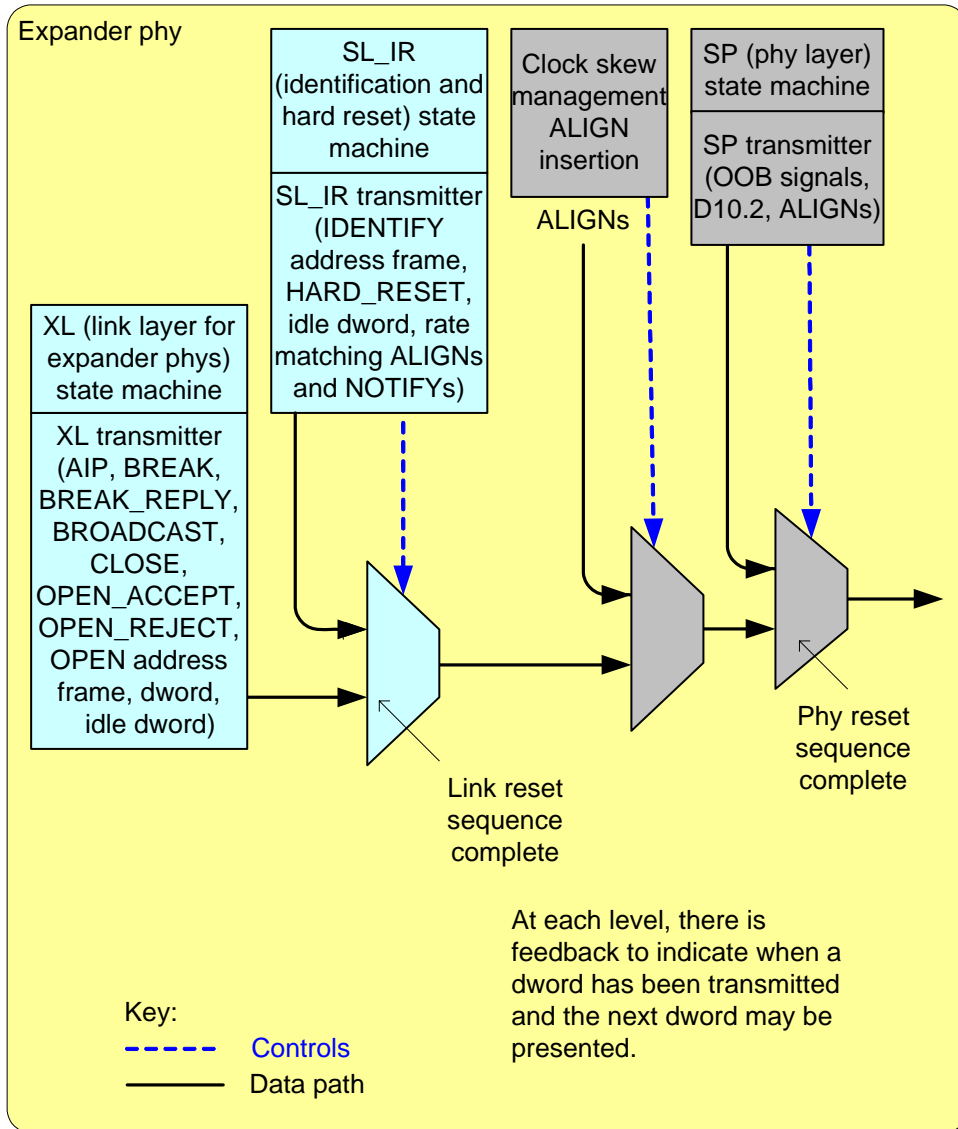 Expander phy
SL_IR
(identification and
hard reset) state
machine
SL_IR transmitter
(IDENTIFY
address frame,
HARD_RESET,
idle dword, rate
matching ALIGNs
and NOTIFYs)
Clock skew
management
ALIGN
insertion
ALIGNs
SP (phy layer)
state machine
SP transmitter
(OOB signals,
D10.2, ALIGNs)
XL (link layer for
expander phys)
state machine
XL transmitter
(AIP, BREAK,
BREAK_REPLY,
BROADCAST,
CLOSE,
OPEN_ACCEPT,
OPEN_REJECT,
OPEN address
frame, dword,
idle dword)
Link reset
sequence
complete
Phy reset
sequence
complete
At each level, there is
feedback to indicate when a
dword has been transmitted
and the next dword may be
presented.
Key:
Controls
Data path